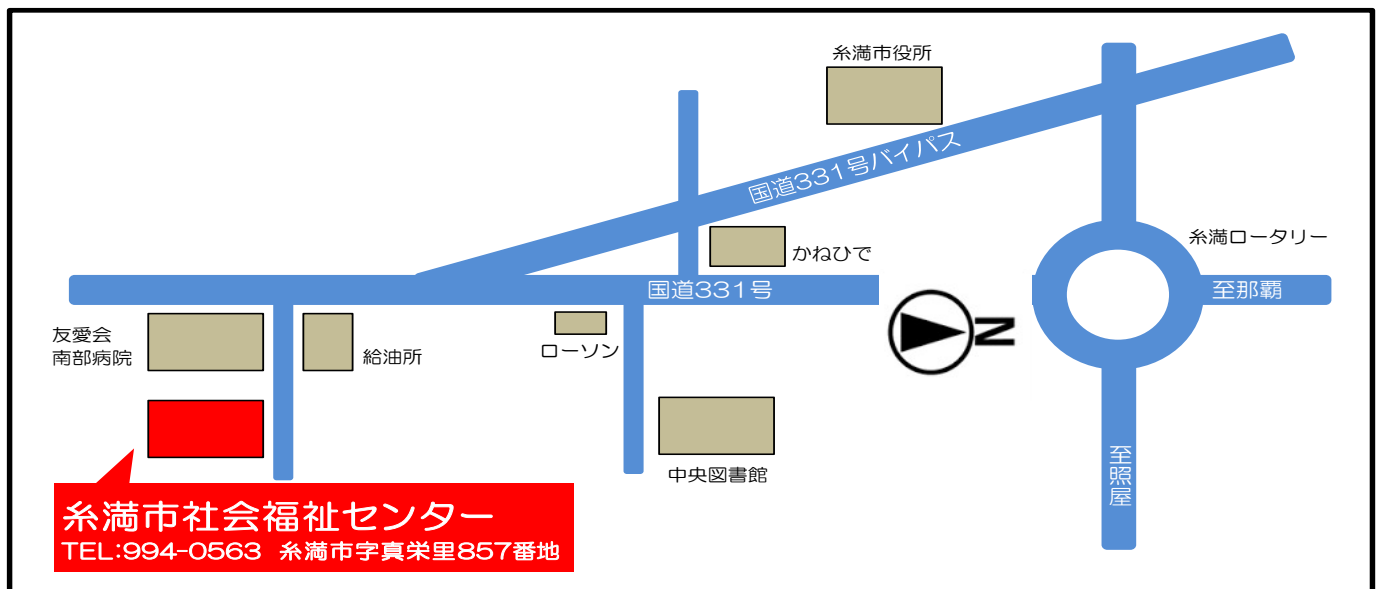 糸満市役所
国道331号バイパス
糸満ロータリー
かねひで
国道331号
至那覇
友愛会
南部病院
給油所
ローソン
N
中央図書館
至照屋
糸満市社会福祉センター
TEL:994-0563 糸満市字真栄里857番地